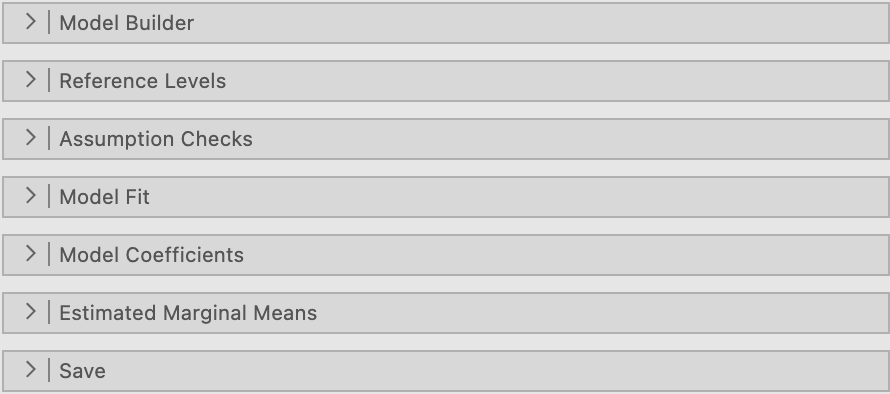 Model Builder
Reference Levels
Assumption Checks
Model Fit
Model Coefficients
Estimated Marginal Means
Save